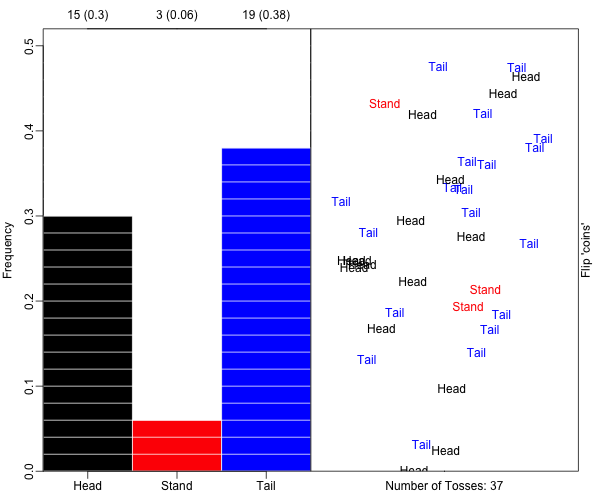 15 (0.3) 3 (0.06) 19 (0.38)
0.5
0.4
0.3
0.2
0.1
0.0
Frequency
Head Stand Tail
Tail Tail
Head
Head
Stand
Head Tail
Tail
Tail
Tail Tail
Head
Tail Tail
Tail
Tail
Head
Tail Head
Tail
Head
Head
Head
Head
Head
Stand
Stand
Tail Tail
Head Tail
Tail
Tail
Head
Tail
Head
Head
Flip 'coins'
Number of Tosses: 37